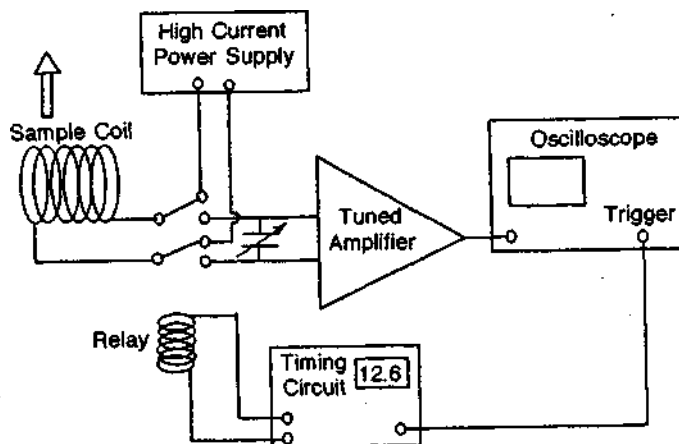 High Current
Power Supply
Sample Coil
Oscilloscope
Tuned
Amplifier
Trigger
Relay
Timing
Circuit
12.6